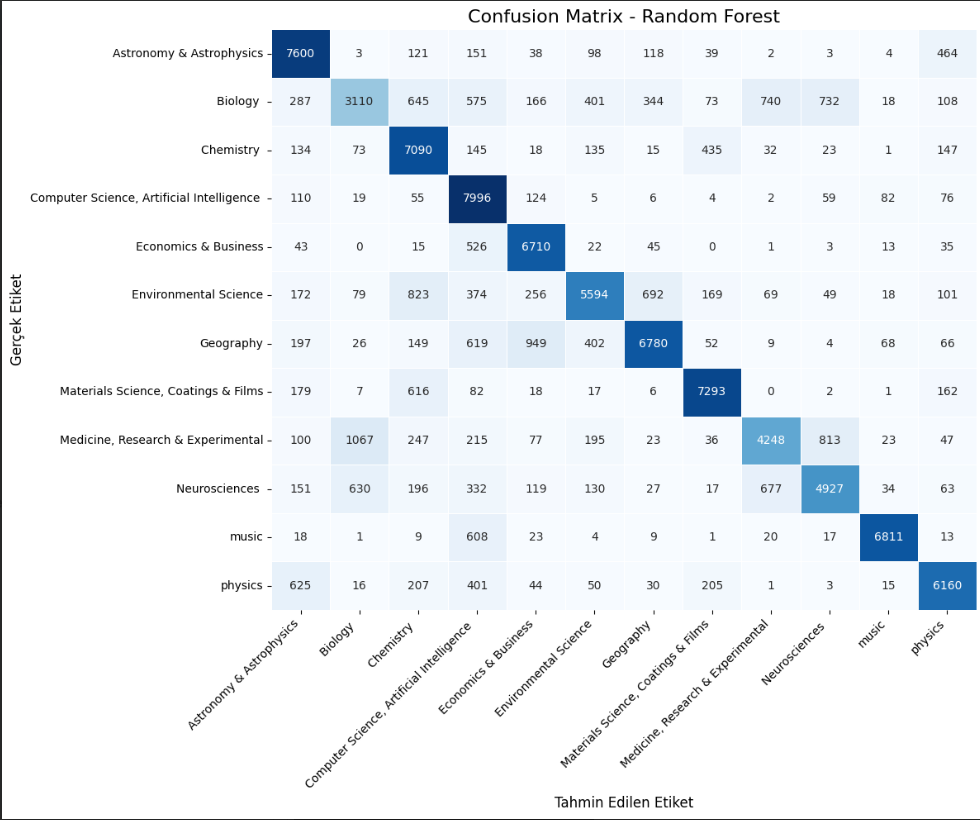 Confusion Matrix - Random Forest
Gerçek Etiket
Astronomy & Astrophysics 7600 3 121 151 38 98 118 39 2 3 4 464
Biology 287 3110 645 575 166 401 344 73 740 732 18 108
Chemistry 134 73 7090 145 18 135 15 435 32 23 1 147
Computer Science, Artificial Intelligence 110 19 55 7996 124 5 6 4 2 59 82 76
Economics & Business 43 0 15 526 6710 22 45 0 1 3 13 35
Environmental Science 172 79 823 374 256 5594 692 169 69 49 18 101
Geography 197 26 149 619 949 402 6780 52 9 4 68 66
Materials Science, Coatings & Films 179 7 616 82 18 17 6 7293 0 2 1 162
Medicine, Research & Experimental 100 1067 247 215 77 195 23 36 4248 813 23 47
Neurosciences 151 630 196 332 119 130 27 17 677 4927 34 63
music 18 1 9 608 23 4 9 1 20 17 6811 13
physics 625 16 207 401 44 50 30 205 1 3 15 6160
Astronomy & Astrophysics
Biology
Chemistry
Computer Science, Artificial Intelligence
Economics & Business
Environmental Science
Geography
Materials Science, Coatings & Films
Medicine, Research & Experimental
Neurosciences
music
physics
Tahmin Edilen Etiket